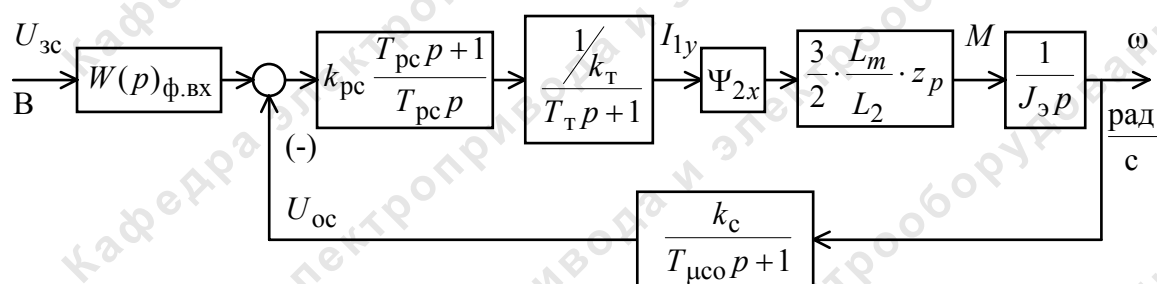 U_зс
В
W(p)_ф.вх
(-)
k_рс (T_рс p + 1) / (T_рс p)
(1/k_т) / (T_т p + 1)
I_1y
Ψ_2x
3/2 · L_m/L_2 · z_p
M
1 / (J_э p)
ω
рад/с
U_ос
k_с / (T_μсо p + 1)